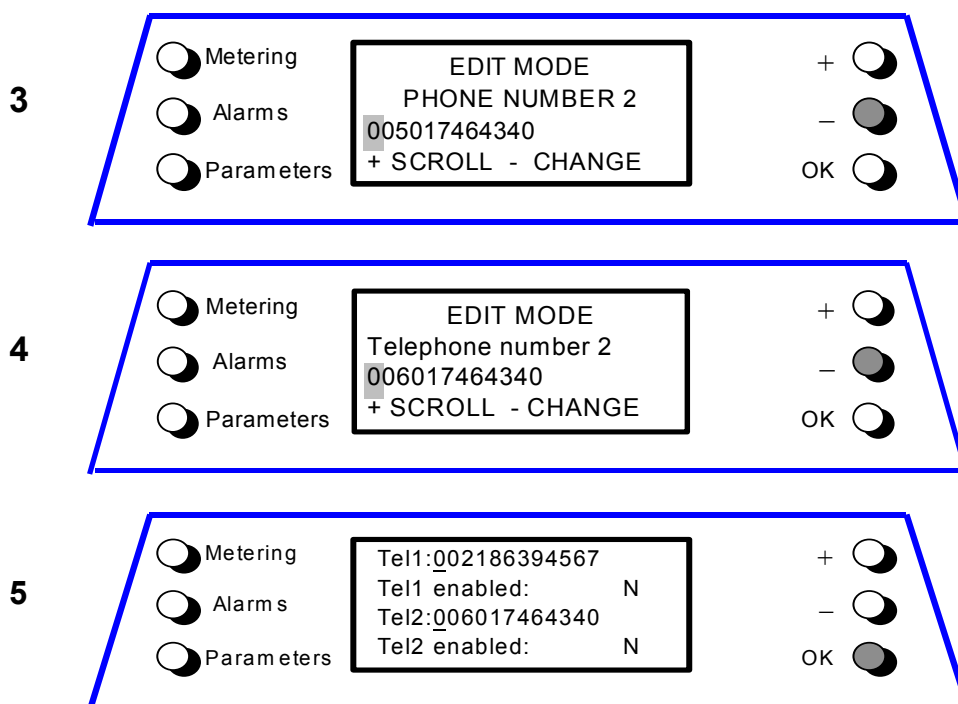 3
Metering
Alarms
Parameters
EDIT MODE
PHONE NUMBER 2
005017464340
+ SCROLL - CHANGE
+
–
OK
4
Metering
Alarms
Parameters
EDIT MODE
Telephone number 2
006017464340
+ SCROLL - CHANGE
+
–
OK
5
Metering
Alarms
Parameters
Tel1:002186394567
Tel1 enabled: N
Tel2:006017464340
Tel2 enabled: N
+
–
OK